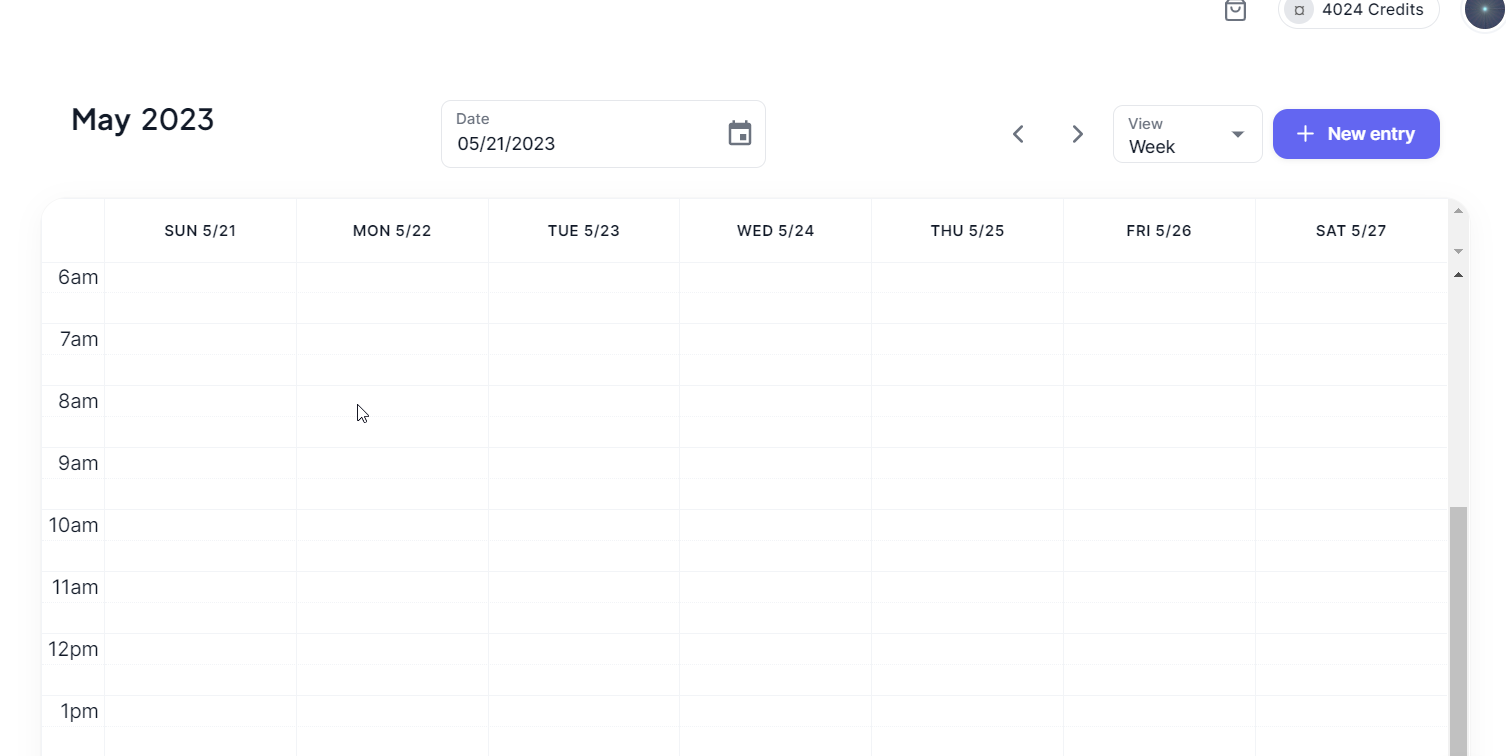 4024 Credits
May 2023
Date
05/21/2023
View
Week
New entry
SUN 5/21 MON 5/22 TUE 5/23 WED 5/24 THU 5/25 FRI 5/26 SAT 5/27
6am
7am
8am
9am
10am
11am
12pm
1pm